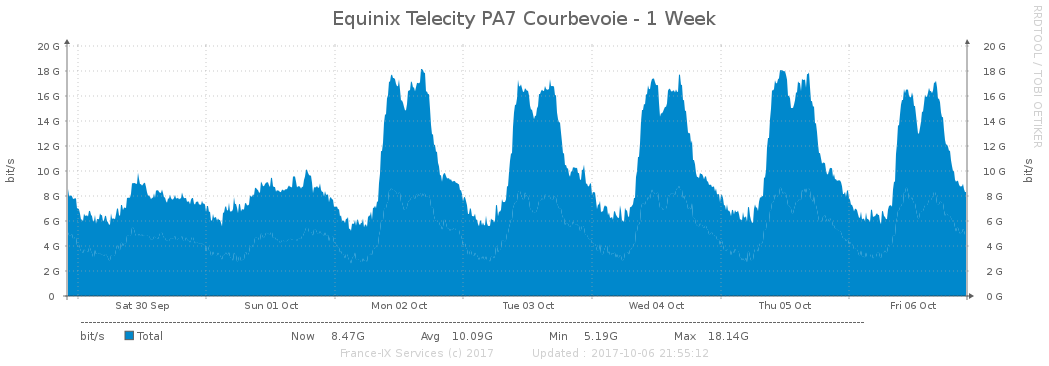 Equinix Telecity PA7 Courbevoie - 1 Week
RRDTOOL / TOBI OETIKER
bit/s
20 G
18 G
16 G
14 G
12 G
10 G
8 G
6 G
4 G
2 G
0
20 G
18 G
16 G
14 G
12 G
10 G
8 G
6 G
4 G
2 G
0 G
bit/s
Sat 30 Sep Sun 01 Oct Mon 02 Oct Tue 03 Oct Wed 04 Oct Thu 05 Oct Fri 06 Oct
bit/s Total Now 8.47G Avg 10.09G Min 5.19G Max 18.14G
France-IX Services (c) 2017 Updated : 2017-10-06 21:55:12